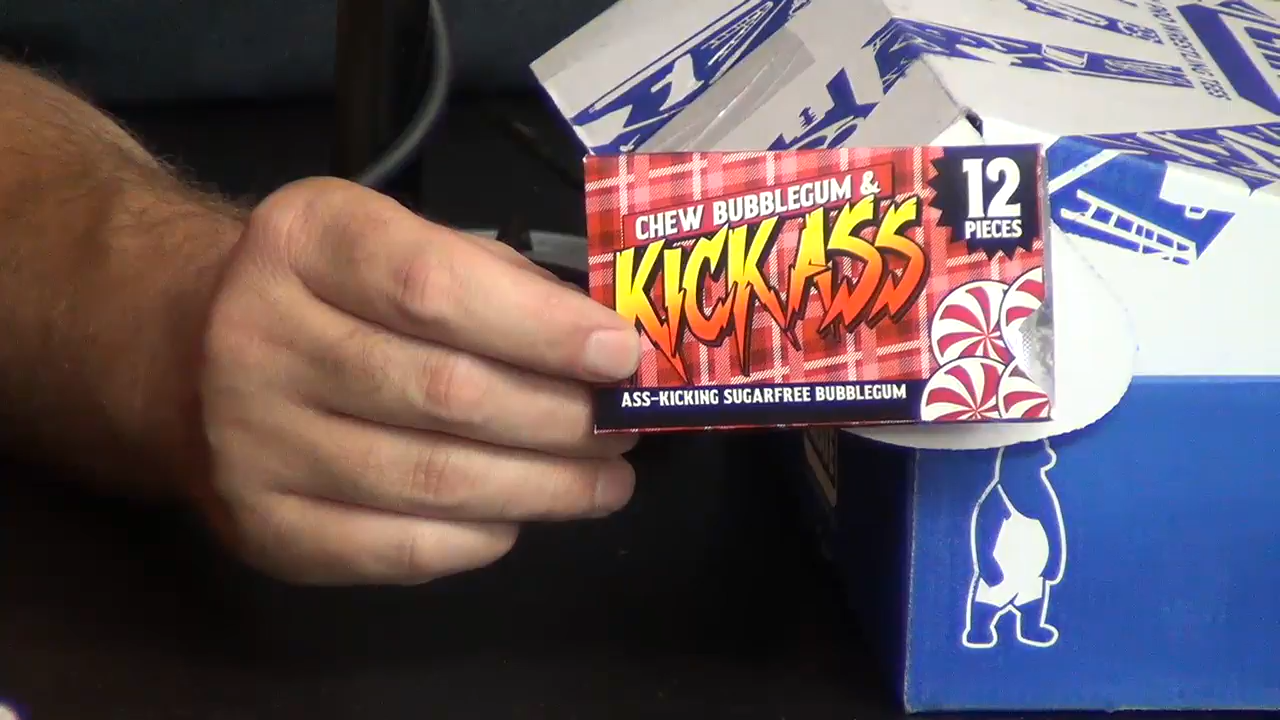 CHEW BUBBLEGUM &
KICK ASS
12
PIECES
ASS-KICKING SUGARFREE BUBBLEGUM